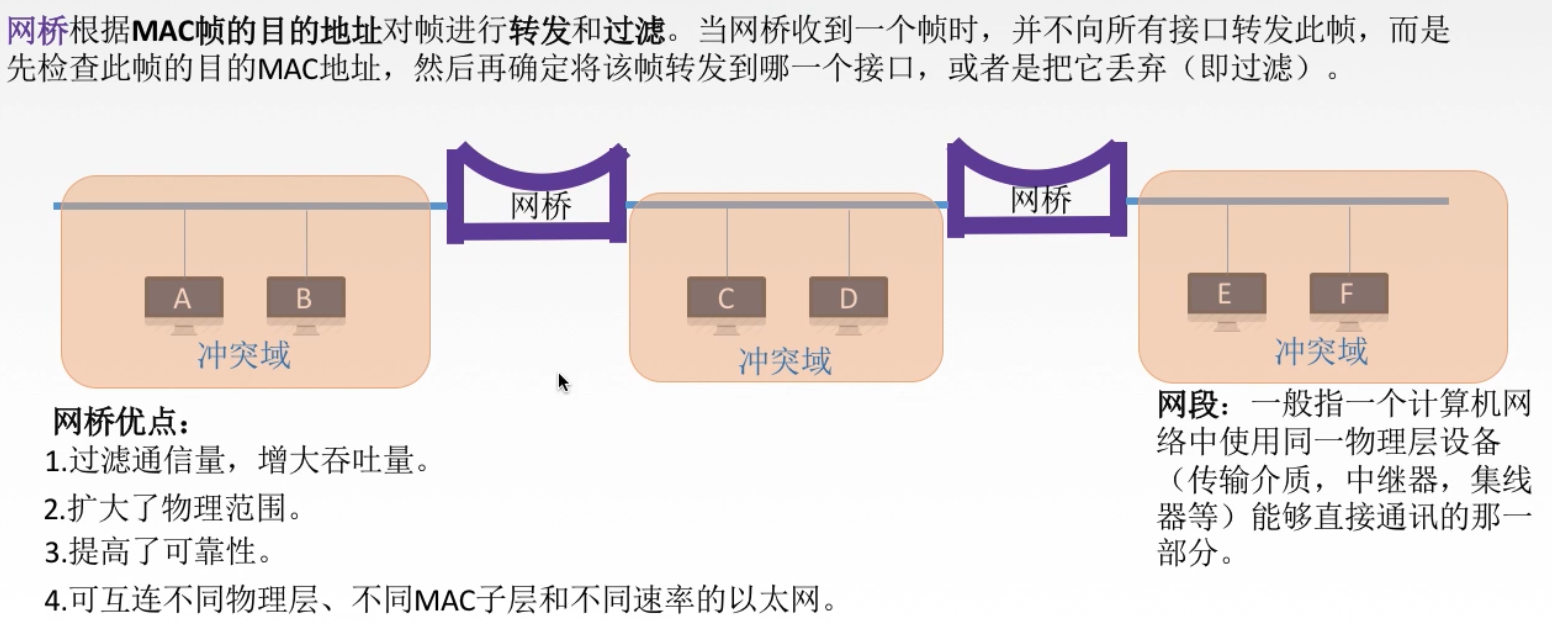 网桥根据MAC帧的目的地址对帧进行转发和过滤。当网桥收到一个帧时，并不向所有接口转发此帧，而是
先检查此帧的目的MAC地址，然后再确定将该帧转发到哪一个接口，或者是把它丢弃（即过滤）。
网桥
网桥
A
B
C
D
E
F
冲突域
冲突域
冲突域
网桥优点：
1.过滤通信量，增大吞吐量。
2.扩大了物理范围。
3.提高了可靠性。
4.可互连不同物理层、不同MAC子层和不同速率的以太网。
网段：一般指一个计算机网
络中使用同一物理层设备
（传输介质，中继器，集线
器等）能够直接通讯的那一
部分。